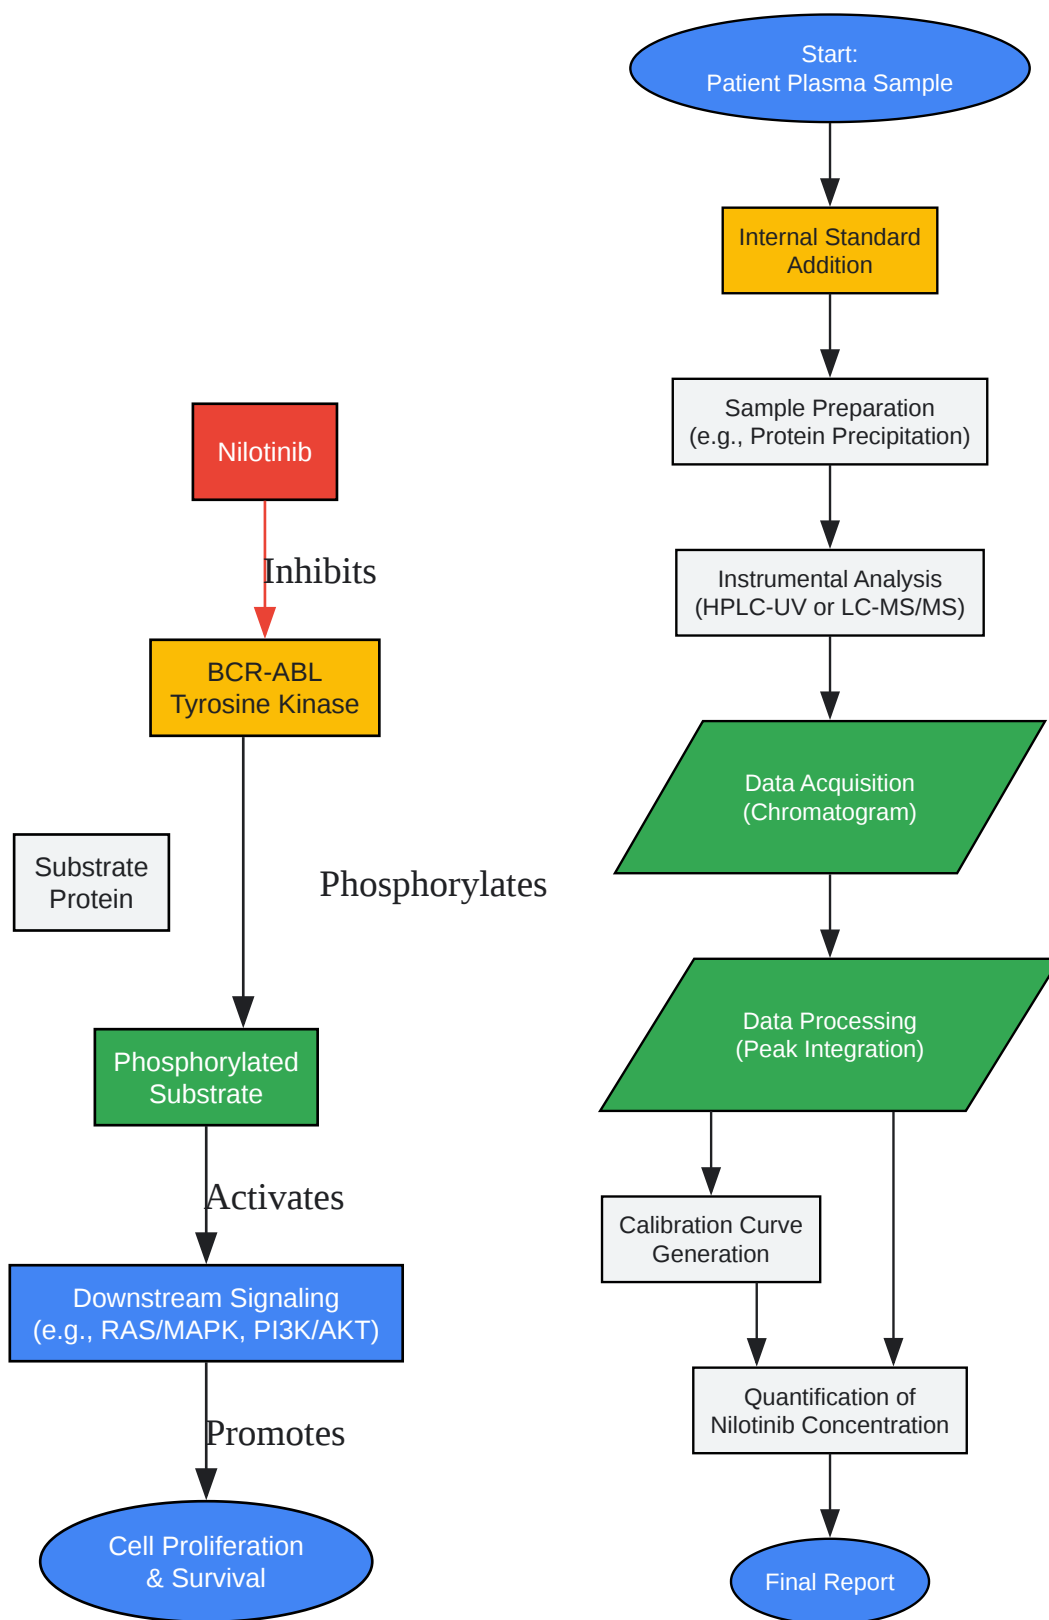 Nilotinib
Inhibits
BCR-ABL
Tyrosine Kinase
Substrate
Protein
Phosphorylates
Phosphorylated
Substrate
Activates
Downstream Signaling
(e.g., RAS/MAPK, PI3K/AKT)
Promotes
Cell Proliferation
& Survival
Start:
Patient Plasma Sample
Internal Standard
Addition
Sample Preparation
(e.g., Protein Precipitation)
Instrumental Analysis
(HPLC-UV or LC-MS/MS)
Data Acquisition
(Chromatogram)
Data Processing
(Peak Integration)
Calibration Curve
Generation
Quantification of
Nilotinib Concentration
Final Report